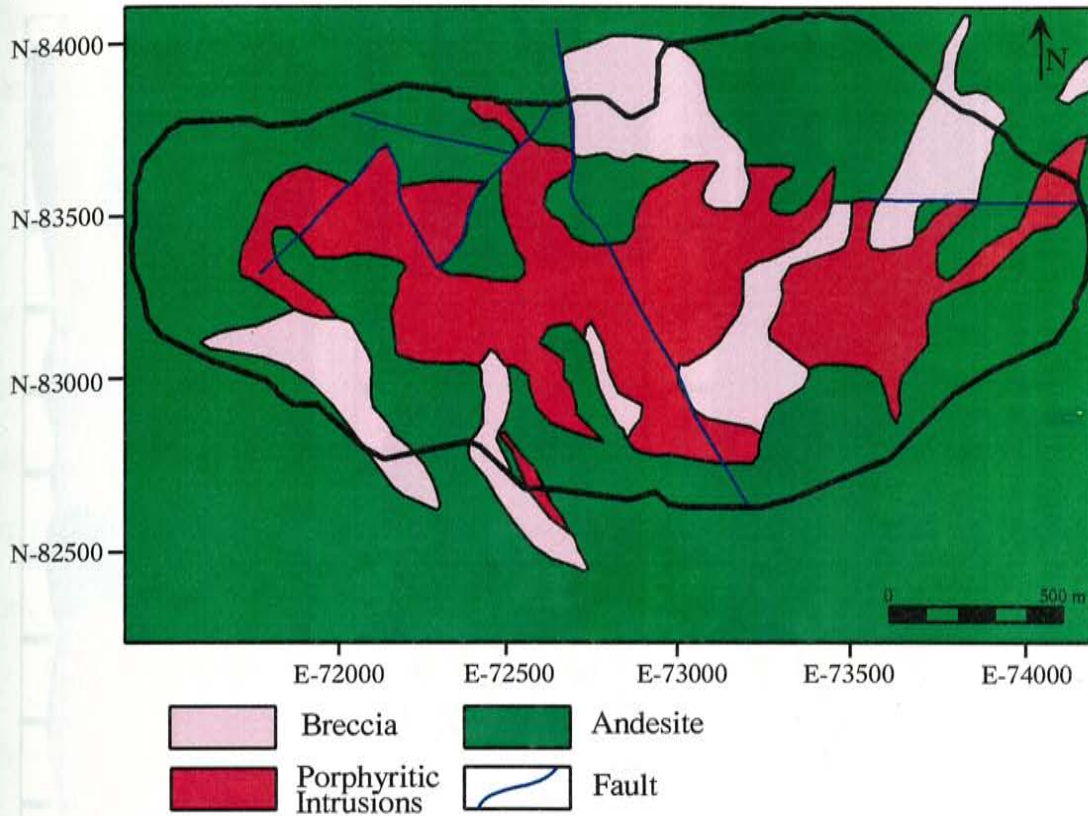 N-84000
N
N-83500
N-83000
N-82500
0 500 m
E-72000 E-72500 E-73000 E-73500 E-74000
Breccia Andesite
Porphyritic
Intrusions
Fault